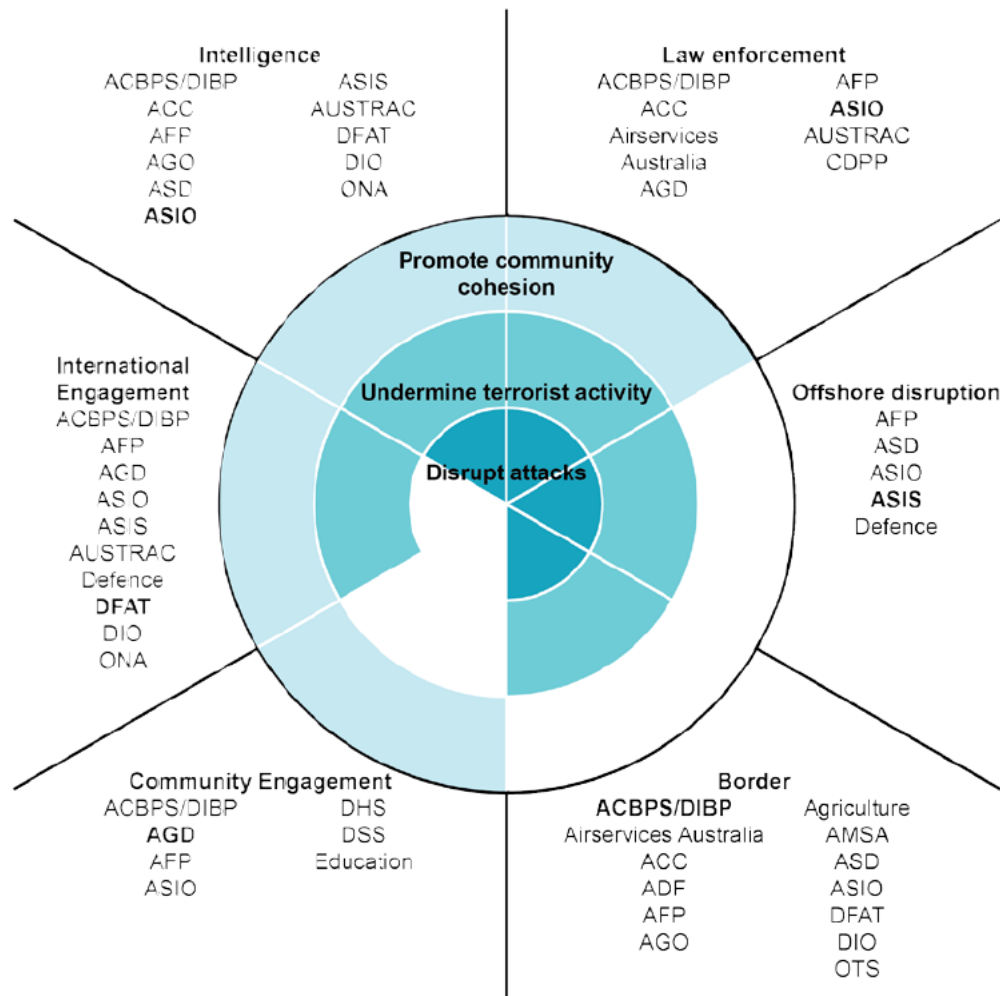 Intelligence
ACBPS/DIBP
ACC
AFP
AGO
ASD
ASIO
ASIS
AUSTRAC
DFAT
DIO
ONA
Law enforcement
ACBPS/DIBP
ACC
Airservices
Australia
AGD
AFP
ASIO
AUSTRAC
CDPP
Promote community
cohesion
Undermine terrorist activity
Disrupt attacks
International
Engagement
ACBPS/DIBP
AFP
AGD
ASIO
ASIS
AUSTRAC
Defence
DFAT
DIO
ONA
Offshore disruption
AFP
ASD
ASIO
ASIS
Defence
Community Engagement
ACBPS/DIBP
AGD
AFP
ASIO
DHS
DSS
Education
Border
ACBPS/DIBP
Airservices Australia
ACC
ADF
AFP
AGO
Agriculture
AMSA
ASD
ASIO
DFAT
DIO
OTS